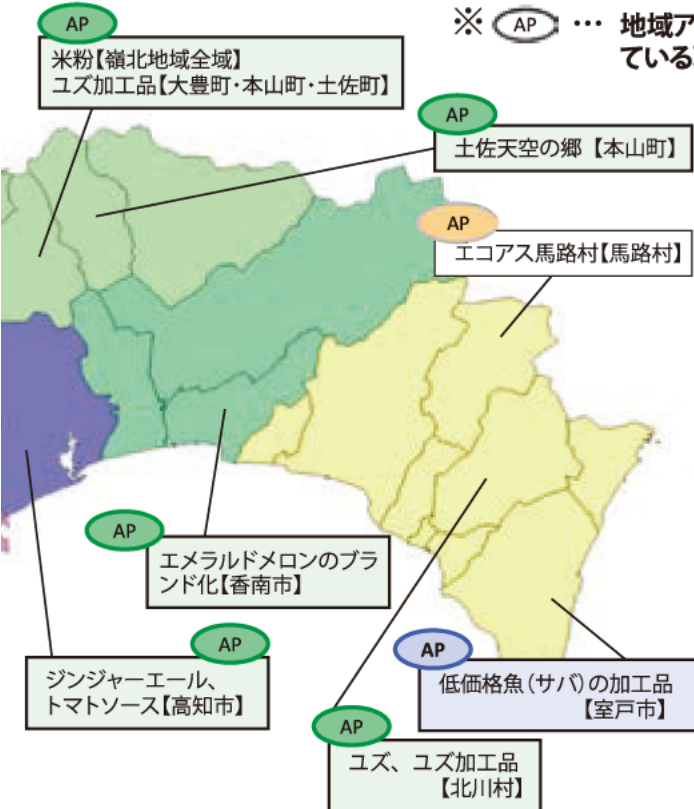 ※ AP … 地域ア
ている
AP
米粉【嶺北地域全域】
ユズ加工品【大豊町・本山町・土佐町】
AP
土佐天空の郷【本山町】
AP
エコアス馬路村【馬路村】
AP
エメラルドメロンのブラ
ンド化【香南市】
AP
ジンジャーエール、
トマトソース【高知市】
AP
低価格魚（サバ）の加工品
【室戸市】
AP
ユズ、ユズ加工品
【北川村】